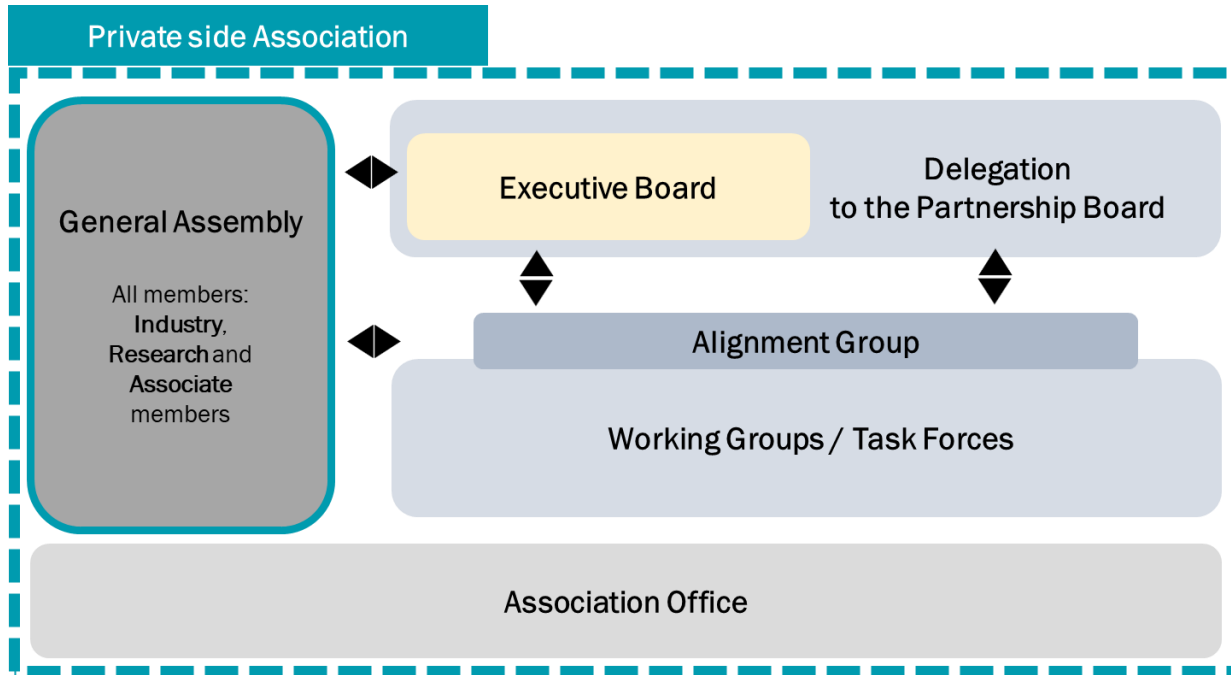 Private side Association
General Assembly
All members:
Industry,
Research and
Associate
members
Executive Board
Delegation
to the Partnership Board
Alignment Group
Working Groups / Task Forces
Association Office